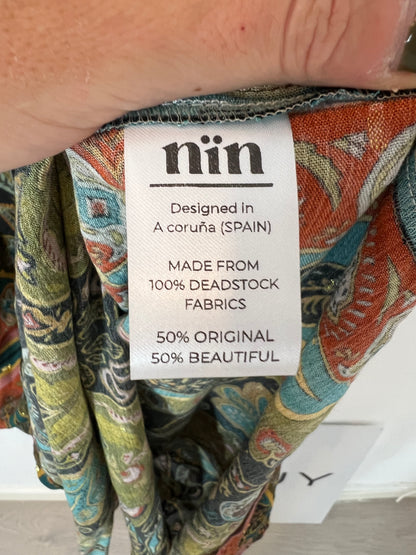 nïn
Designed in
A coruña (SPAIN)
MADE FROM
100% DEADSTOCK
FABRICS
50% ORIGINAL
50% BEAUTIFUL
U Y